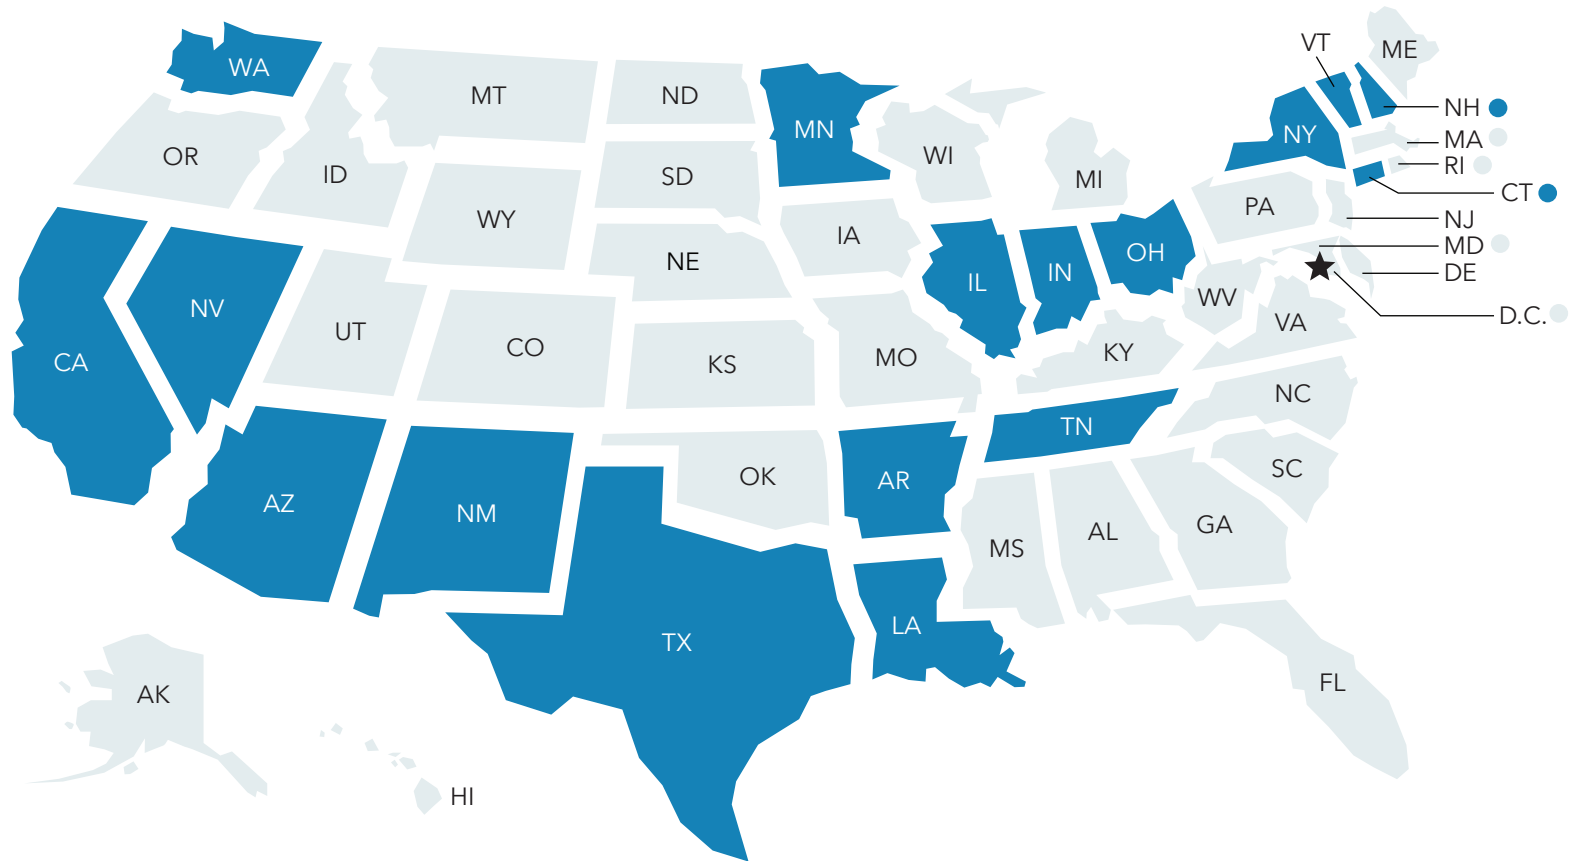 VT
ME
WA
MT
ND
MN
NH
NY
MA
OR
ID
SD
WI
MI
RI
CT
WY
PA
NJ
IA
MD
NE
IL
IN
OH
DE
NV
WV
D.C.
UT
CO
VA
CA
KS
MO
KY
NC
TN
OK
AR
SC
AZ
NM
MS
AL
GA
TX
LA
FL
AK
HI